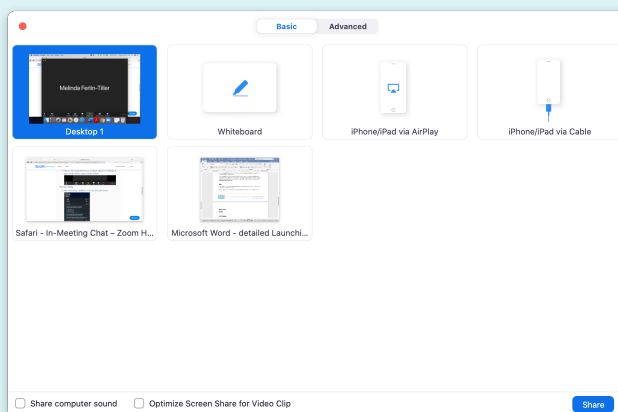 Basic Advanced
Melinda Ferlin-Tiller
Desktop 1
Whiteboard
iPhone/iPad via AirPlay
iPhone/iPad via Cable
Safari - In-Meeting Chat – Zoom H...
Microsoft Word - detailed Launchi...
Share computer sound
Optimize Screen Share for Video Clip
Share